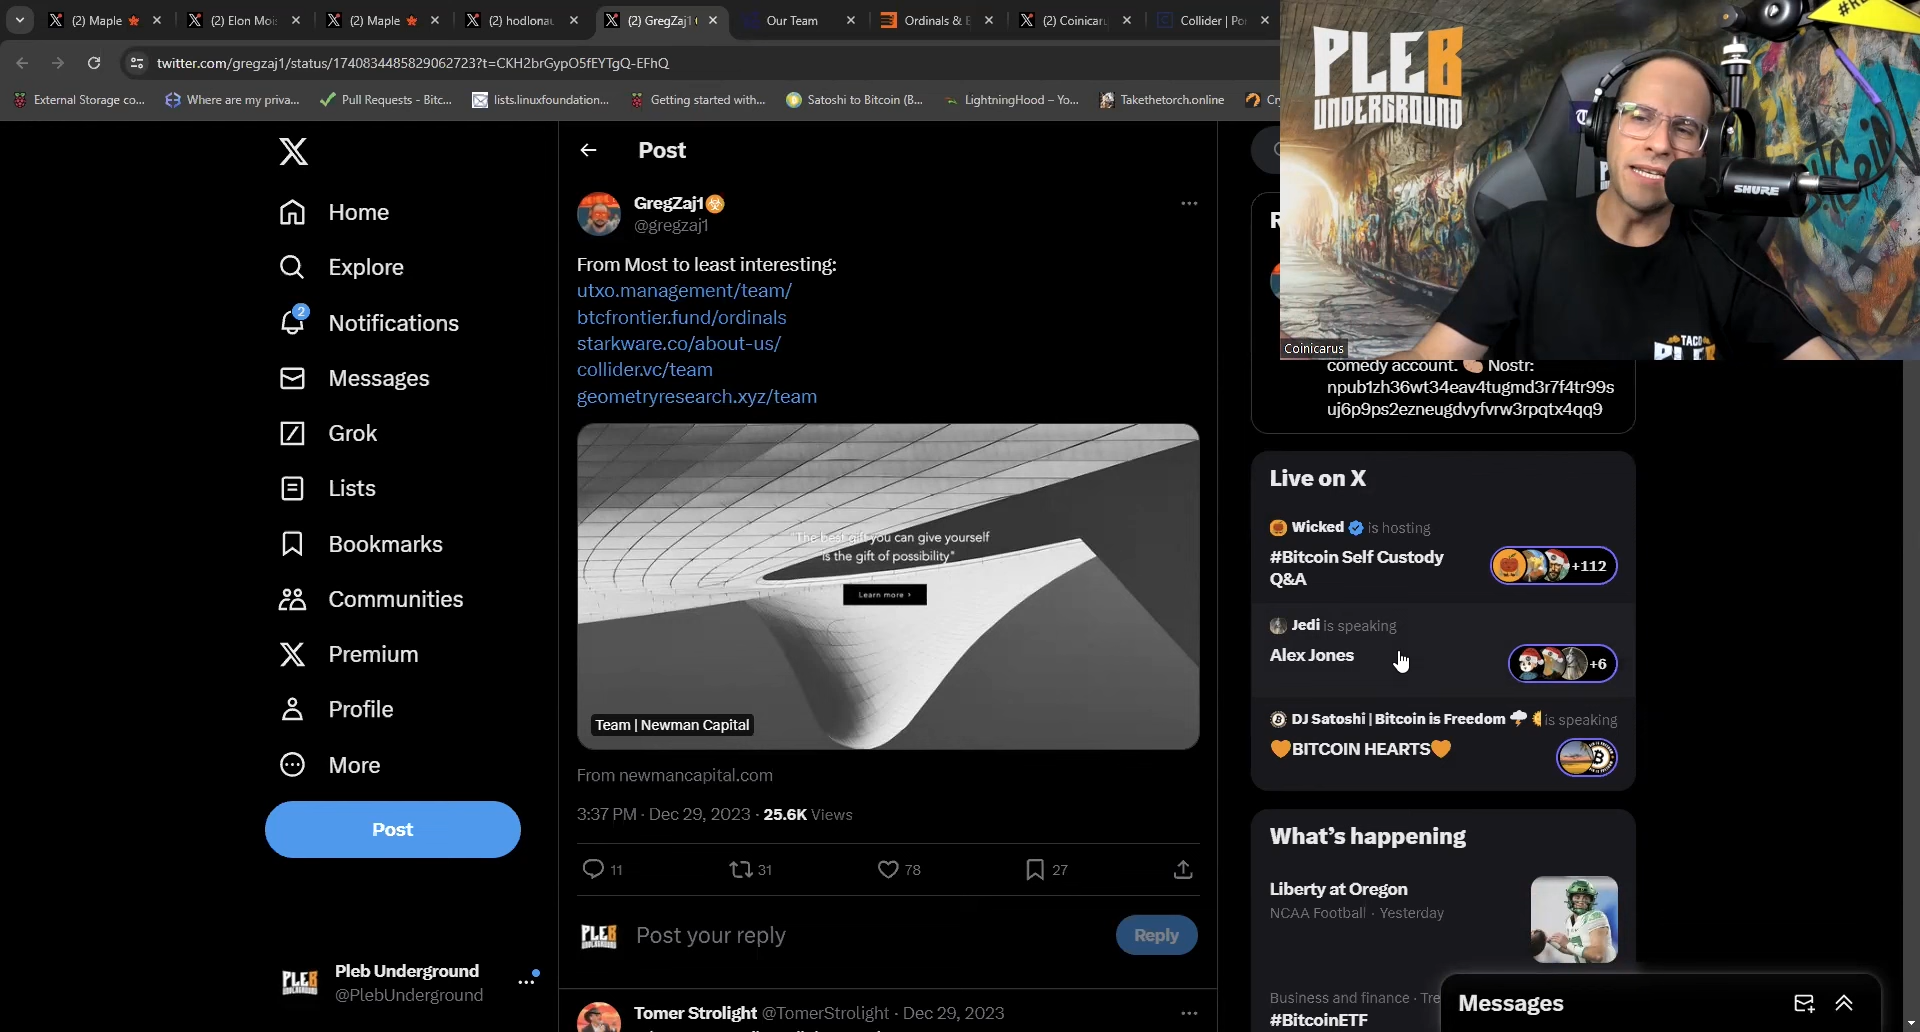 (2) Maple
(2) Elon Mo
(2) Maple
(2) hodlonau
(2) GregZaj1
Our Team
Ordinals & B
(2) Coinicaru
Collider | Po
twitter.com/gregzaj1/status/1740834485829062723?t=CKH2brGypO5fEYTgQ-EFhQ
External Storage co...
Where are my priva...
Pull Requests - Bitc...
lists.linuxfoundation...
Getting started with...
Satoshi to Bitcoin (B...
LightningHood – Yo...
Takethetorch.online
Cr
PLEB
UNDERGROUND
SHURE
TACO
PLEB
Coinicarus
Home
Explore
2
Notifications
Messages
Grok
Lists
Bookmarks
Communities
Premium
Profile
More
Post
Pleb Underground
@PlebUnderground
Post
GregZaj1
@gregzaj1
From Most to least interesting:
utxo.management/team/
btcfrontier.fund/ordinals
starkware.co/about-us/
collider.vc/team
geometryresearch.xyz/team
"The best gift you can give yourself
is the gift of possibility"
Learn more >
Team | Newman Capital
From newmancapital.com
3:37 PM · Dec 29, 2023 · 25.6K Views
11
31
78
27
PLEB
UNDERGROUND
Post your reply
Reply
Tomer Strolight @TomerStrolight · Dec 29, 2023
R
comedy account. Nostr:
npub1zh36wt34eav4tugmd3r7f4tr99s
uj6p9ps2ezneugdvyfvrw3rpqtx4qq9
Live on X
Wicked is hosting
#Bitcoin Self Custody
Q&A
+112
Jedi is speaking
Alex Jones
+6
DJ Satoshi | Bitcoin is Freedom is speaking
BITCOIN HEARTS
What's happening
Liberty at Oregon
NCAA Football · Yesterday
Business and finance · Tre
#BitcoinETF
Messages